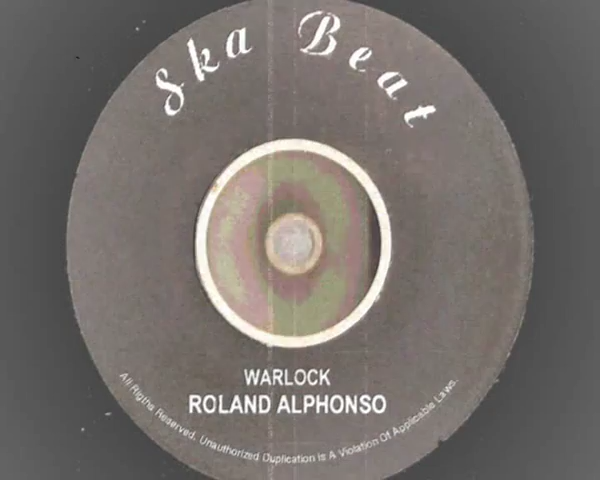 Ska Beat
WARLOCK
ROLAND ALPHONSO
All Rigths Reserved. Unauthorized Duplication Is A Violation Of Applicable Laws.